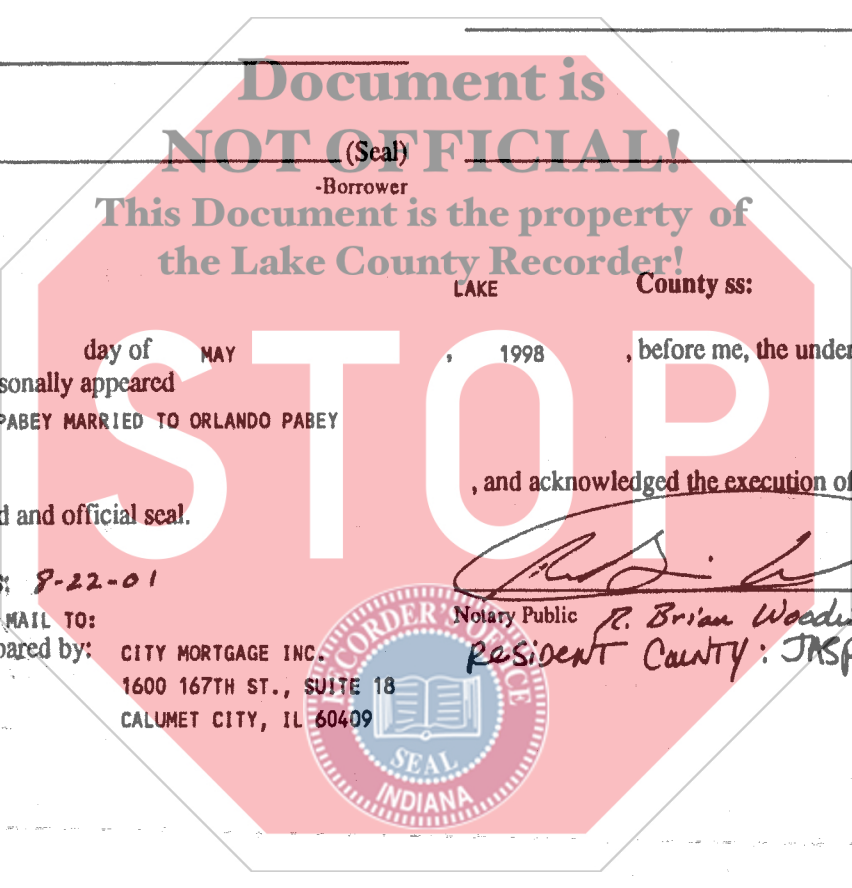 Document is
NOT OFFICIAL!
(Seal)
-Borrower
This Document is the property of
the Lake County Recorder!
LAKE County ss:
STOP
day of MAY , 1998 , before me, the under
sonally appeared
PABEY MARRIED TO ORLANDO PABEY
, and acknowledged the execution of
d and official seal.
s: 8-22-01
MAIL TO:
Notary Public R. Brian Woodi
pared by: CITY MORTGAGE INC.
RESIDENT COUNTY: JASP
1600 167TH ST., SUITE 18
CALUMET CITY, IL 60409
RECORDER'S OFFICE
SEAL
INDIANA